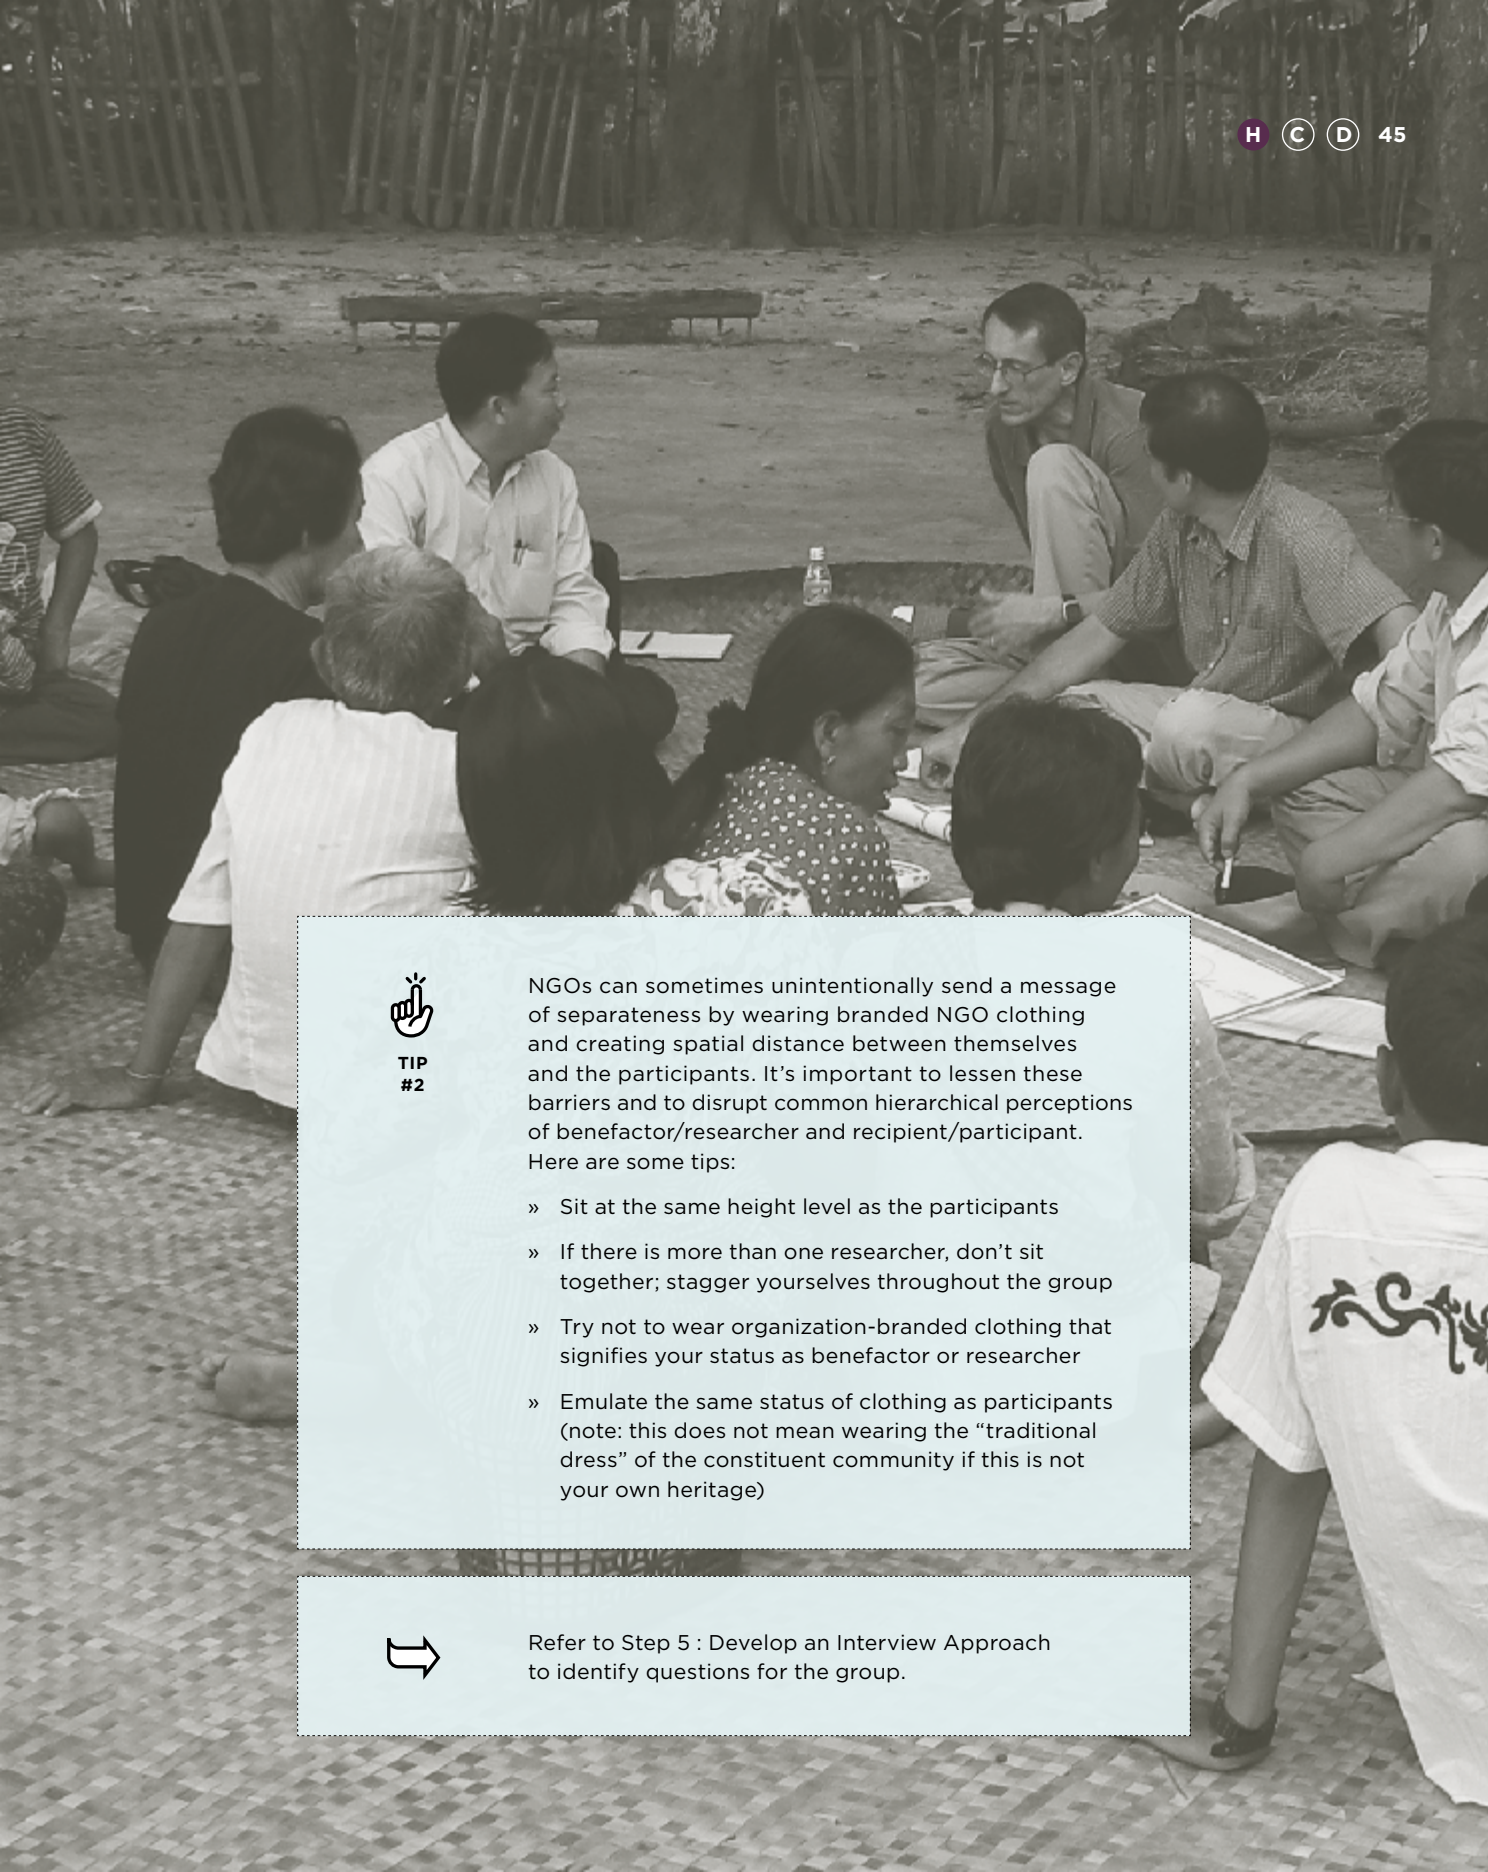 H C D 45
TIP
#2
NGOs can sometimes unintentionally send a message
of separateness by wearing branded NGO clothing
and creating spatial distance between themselves
and the participants. It’s important to lessen these
barriers and to disrupt common hierarchical perceptions
of benefactor/researcher and recipient/participant.
Here are some tips:
» Sit at the same height level as the participants
» If there is more than one researcher, don’t sit
together; stagger yourselves throughout the group
» Try not to wear organization-branded clothing that
signifies your status as benefactor or researcher
» Emulate the same status of clothing as participants
(note: this does not mean wearing the “traditional
dress” of the constituent community if this is not
your own heritage)
Refer to Step 5 : Develop an Interview Approach
to identify questions for the group.